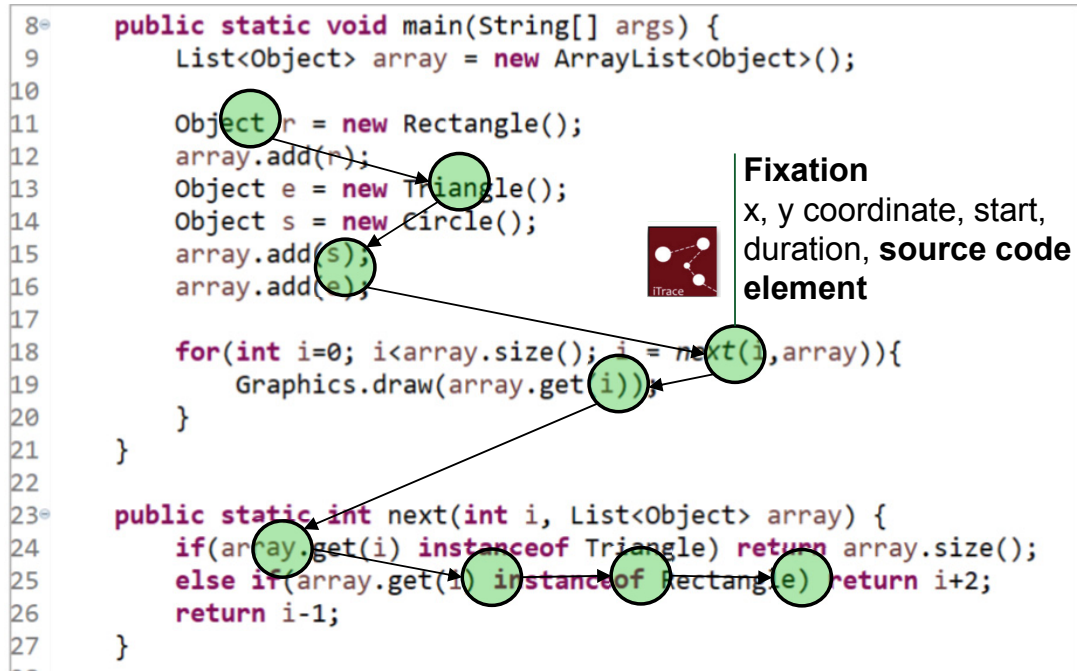 8 public static void main(String[] args) {
9 List<Object> array = new ArrayList<Object>();
10
11 Object r = new Rectangle();
12 array.add(r);
13 Object e = new Triangle();
14 Object s = new Circle();
15 array.add(s);
16 array.add(e);
17
18 for(int i=0; i<array.size(); i = next(i,array)){
19 Graphics.draw(array.get(i));
20 }
21 }
22
23 public static int next(int i, List<Object> array) {
24 if(array.get(i) instanceof Triangle) return array.size();
25 else if(array.get(i) instanceof Rectangle) return i+2;
26 return i-1;
27 }
Fixation
x, y coordinate, start,
duration, source code
element
iTrace